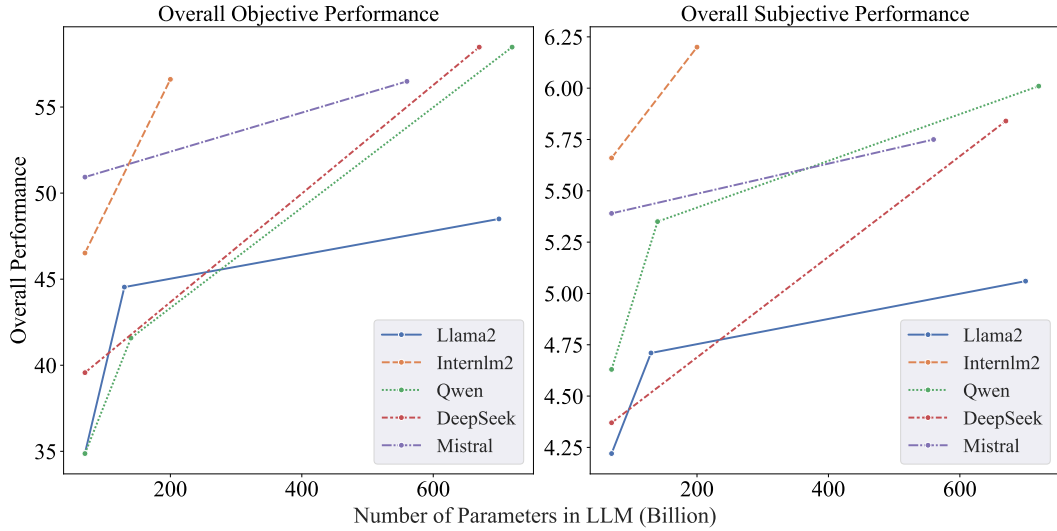 Overall Objective Performance
Overall Performance
55
50
45
40
35
200
400
600
Llama2
Internlm2
Qwen
DeepSeek
Mistral
Overall Subjective Performance
6.25
6.00
5.75
5.50
5.25
5.00
4.75
4.50
4.25
200
400
600
Llama2
Internlm2
Qwen
DeepSeek
Mistral
Number of Parameters in LLM (Billion)